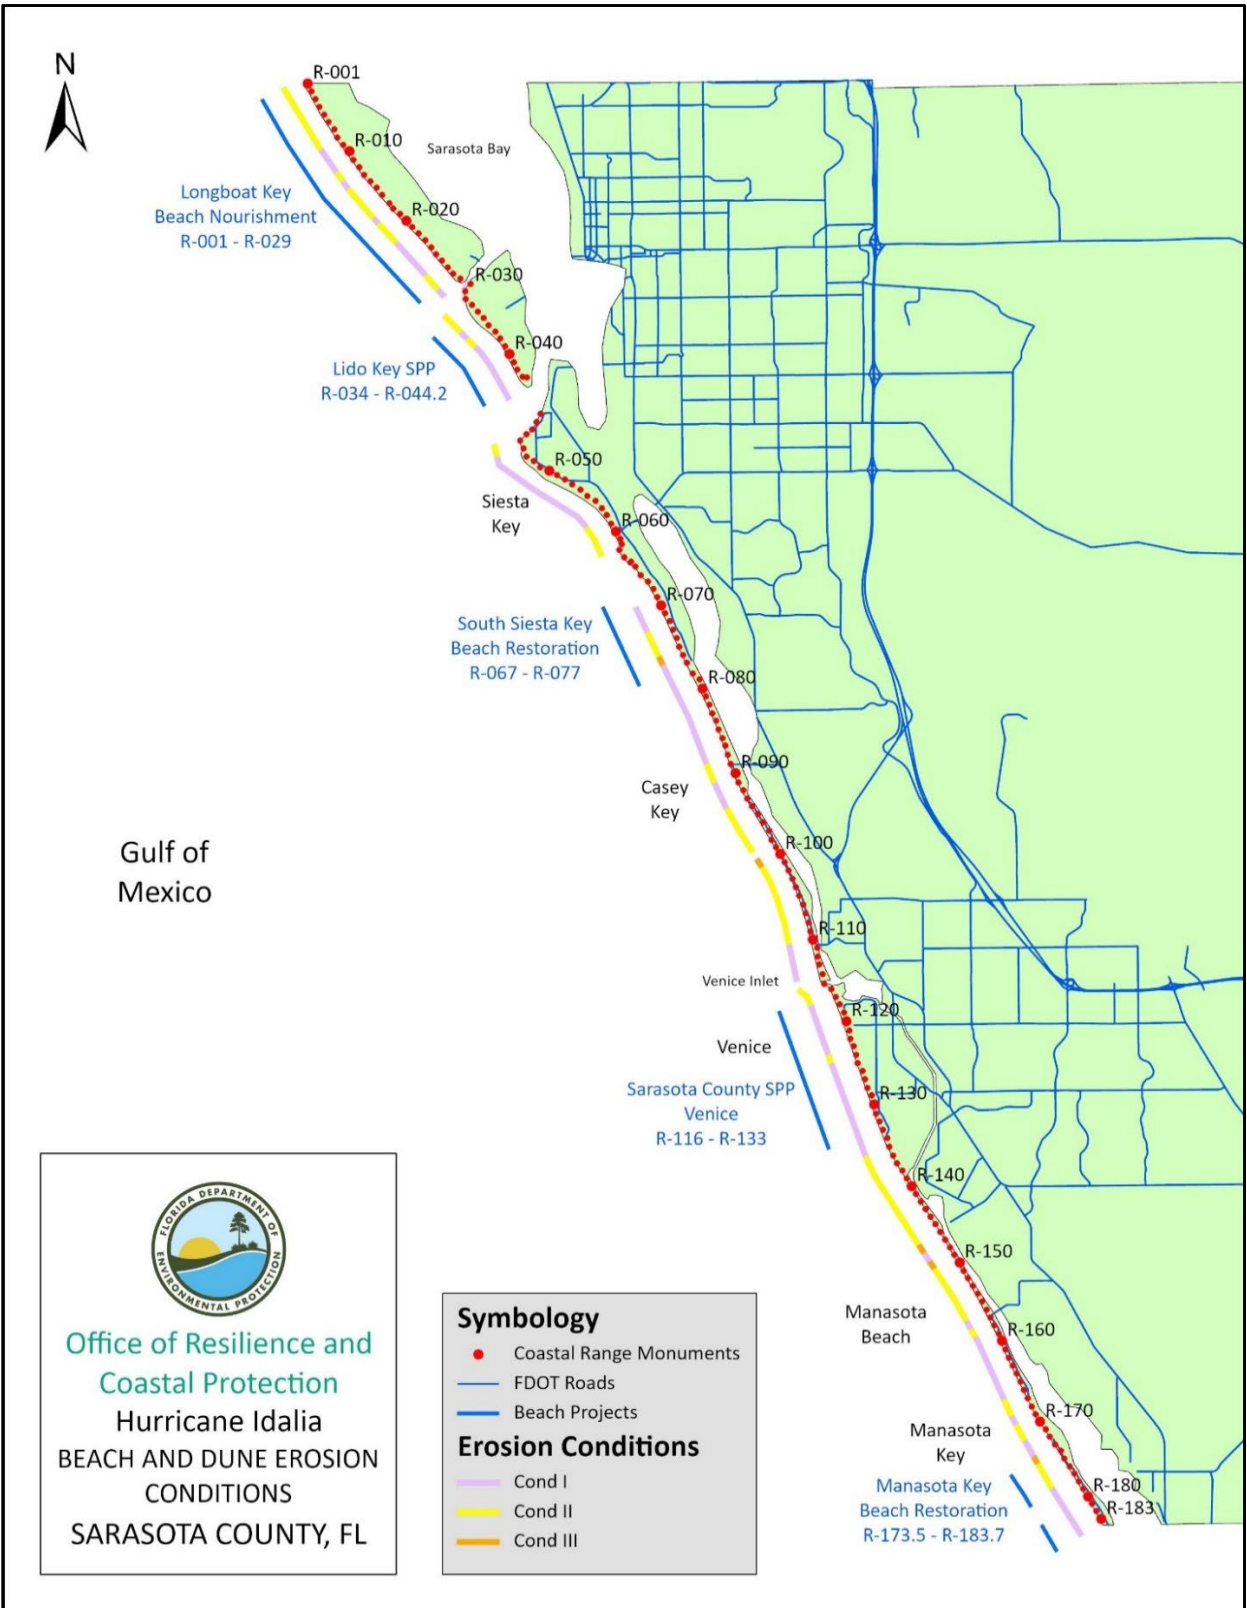 N
R-001
R-010
Sarasota Bay
Longboat Key
Beach Nourishment
R-001 - R-029
R-020
R-030
R-040
Lido Key SPP
R-034 - R-044.2
R-050
Siesta
Key
R-060
R-070
South Siesta Key
Beach Restoration
R-067 - R-077
R-080
R-090
Casey
Key
R-100
Gulf of
Mexico
R-110
Venice Inlet
R-120
Venice
Sarasota County SPP
Venice
R-116 - R-133
R-130
R-140
R-150
Manasota
Beach
R-160
R-170
Manasota
Key
Manasota Key
Beach Restoration
R-173.5 - R-183.7
R-180
R-183
FLORIDA DEPARTMENT OF
ENVIRONMENTAL PROTECTION
Office of Resilience and
Coastal Protection
Hurricane Idalia
BEACH AND DUNE EROSION
CONDITIONS
SARASOTA COUNTY, FL
Symbology
Coastal Range Monuments
FDOT Roads
Beach Projects
Erosion Conditions
Cond I
Cond II
Cond III